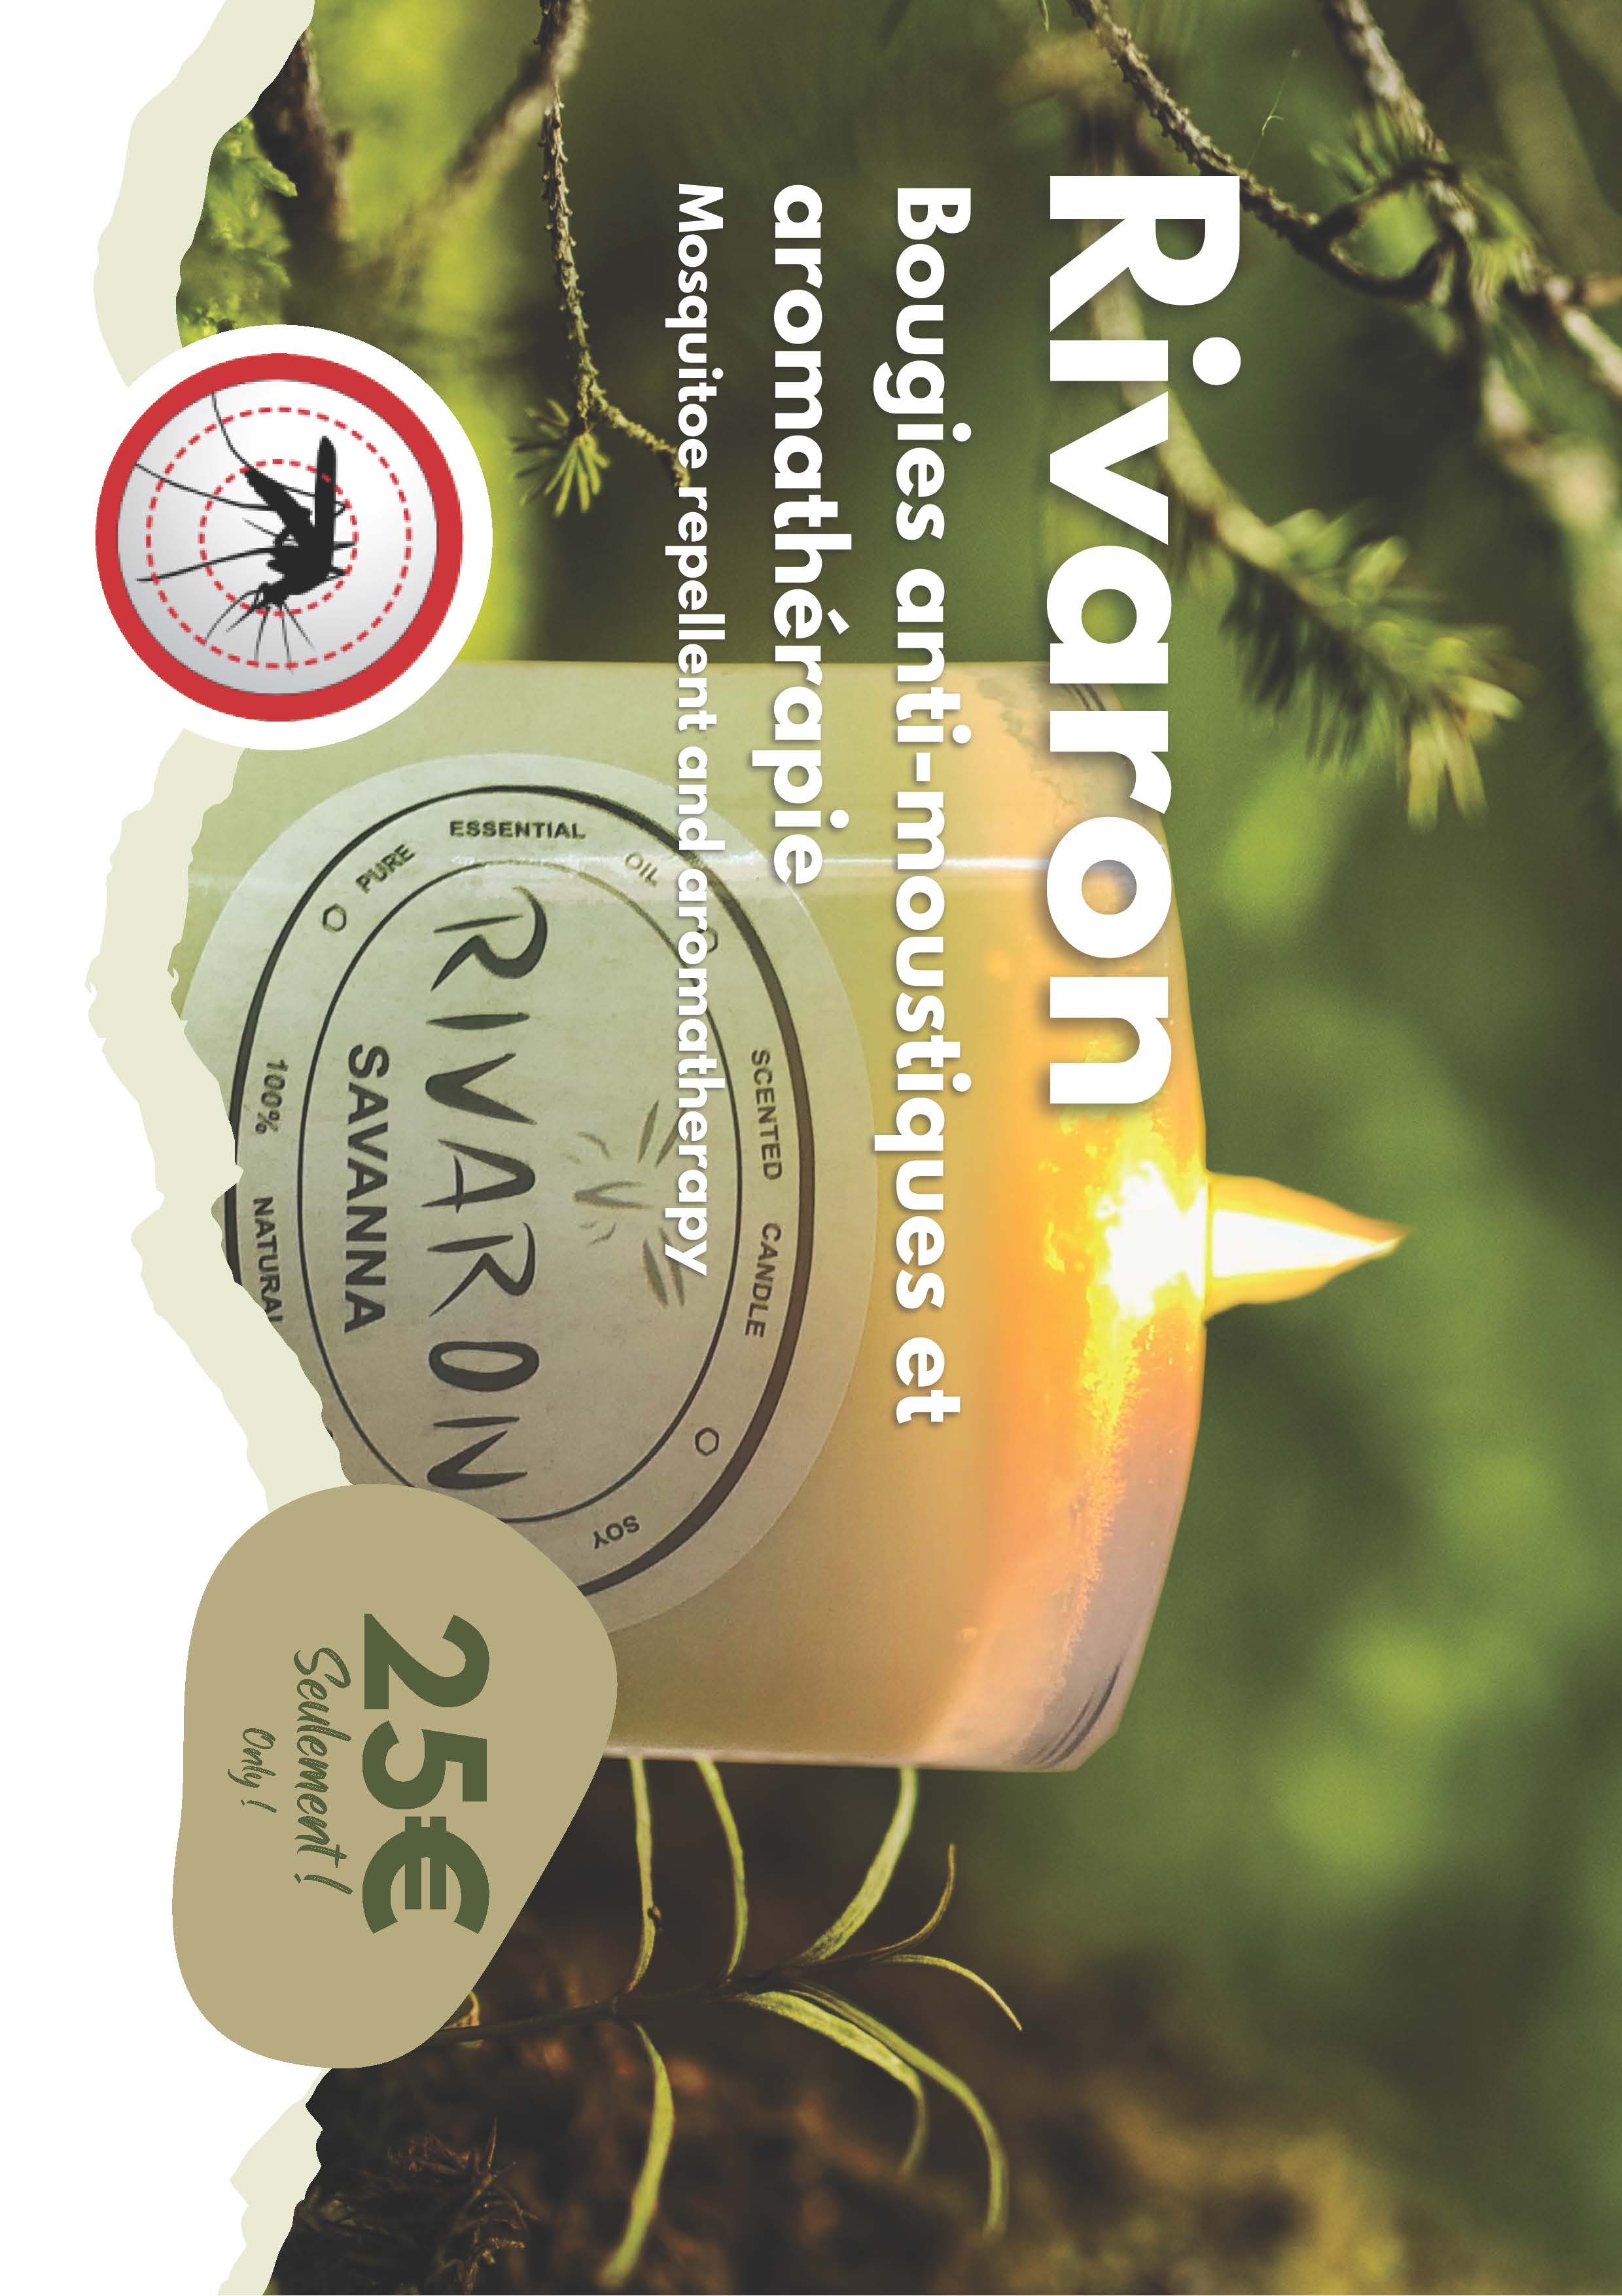 Rivaron
Bougies anti-moustiques et
aromathérapie
Mosquitoe repellent and aromatherapy
SCENTED CANDLE
SOY
OIL
ESSENTIAL
PURE
RIVARON
SAVANNA
100% NATURAL
25€
Seulement !
Only !